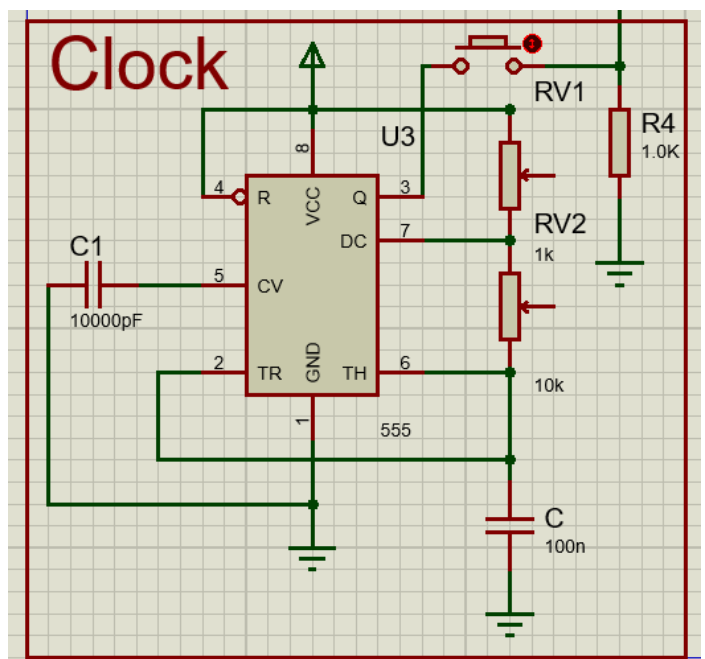 Clock
RV1
U3
R4
1.0K
8
4
R
VCC
Q
3
RV2
DC
7
1k
C1
5
CV
10000pF
2
TR
GND
TH
6
10k
1
555
C
100n